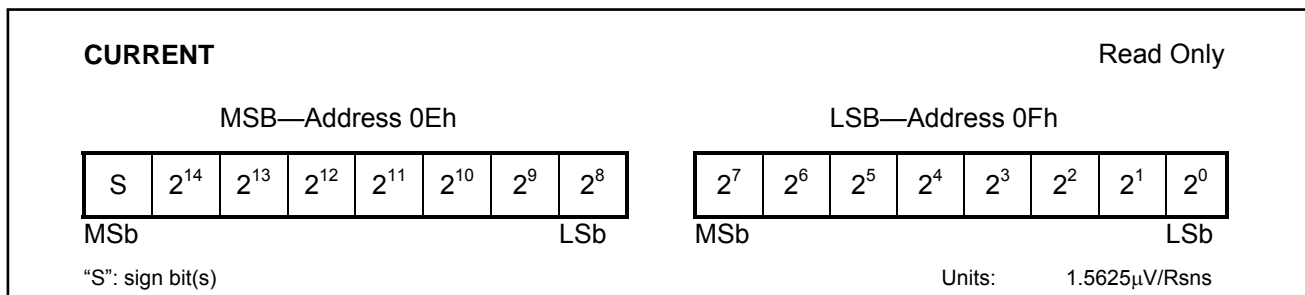 CURRENT Read Only
MSB—Address 0Eh LSB—Address 0Fh
S 2^14 2^13 2^12 2^11 2^10 2^9 2^8 2^7 2^6 2^5 2^4 2^3 2^2 2^1 2^0
MSb LSb MSb LSb
“S”: sign bit(s) Units: 1.5625μV/Rsns